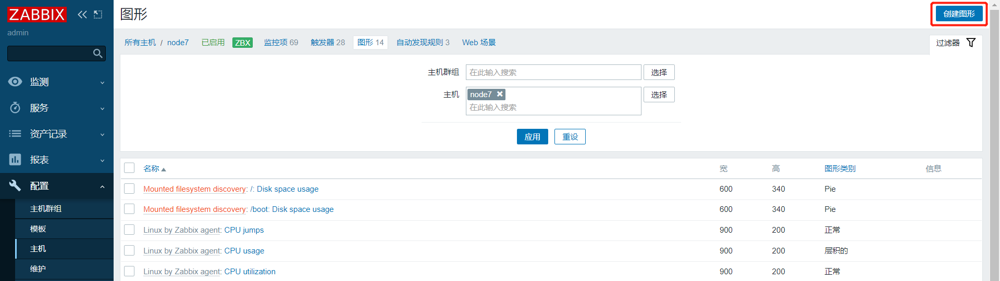 ZABBIX
admin
监测
服务
资产记录
报表
配置
主机群组
模板
主机
维护
图形
创建图形
所有主机 / node7 已启用 ZBX 监控项 69 触发器 28 图形 14 自动发现规则 3 Web 场景
过滤器
主机群组 在此输入搜索 选择
主机 node7 选择
在此输入搜索
应用 重设
名称 宽 高 图形类别 信息
Mounted filesystem discovery: /: Disk space usage 600 340 Pie
Mounted filesystem discovery: /boot: Disk space usage 600 340 Pie
Linux by Zabbix agent: CPU jumps 900 200 正常
Linux by Zabbix agent: CPU usage 900 200 层积的
Linux by Zabbix agent: CPU utilization 900 200 正常